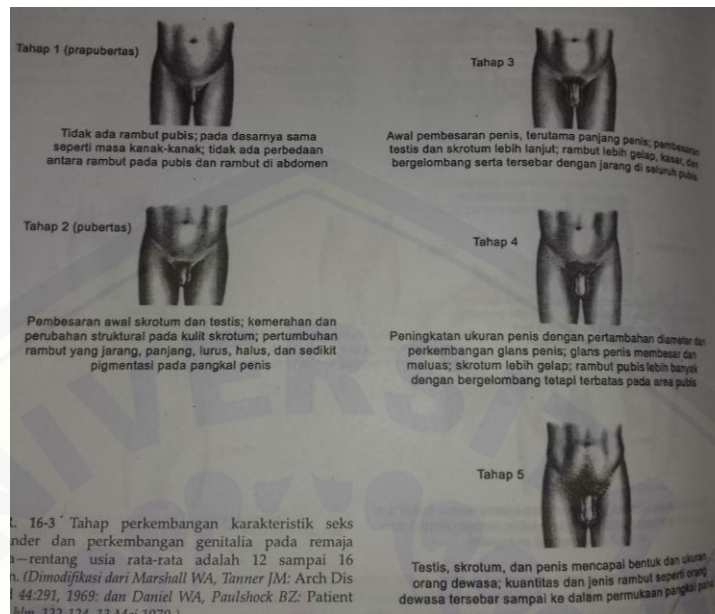 Tahap 1 (prapubertas)
Tidak ada rambut pubis; pada dasarnya sama
seperti masa kanak-kanak; tidak ada perbedaan
antara rambut pada pubis dan rambut di abdomen
Tahap 2 (pubertas)
Pembesaran awal skrotum dan testis; kemerahan dan
perubahan struktural pada kulit skrotum; pertumbuhan
rambut yang jarang, panjang, lurus, halus, dan sedikit
pigmentasi pada pangkal penis
Tahap 3
Awal pembesaran penis, terutama panjang penis; pembesaran
testis dan skrotum lebih lanjut; rambut lebih gelap, kasar, dan
bergelombang serta tersebar dengan jarang di seluruh pubis
Tahap 4
Peningkatan ukuran penis dengan pertambahan diameter dan
perkembangan glans penis; glans penis membesar dan
meluas; skrotum lebih gelap; rambut pubis lebih banyak
dengan bergelombang tetapi terbatas pada area pubis
Tahap 5
Testis, skrotum, dan penis mencapai bentuk dan ukuran
orang dewasa; kuantitas dan jenis rambut seperti orang
dewasa tersebar sampai ke dalam permukaan pangkal paha
16-3 Tahap perkembangan karakteristik seks
nder dan perkembangan genitalia pada remaja
—rentang usia rata-rata adalah 12 sampai 16
(Dimodifikasi dari Marshall WA, Tanner JM: Arch Dis
44:291, 1969: dan Daniel WA, Paulshock BZ: Patient
122-124, 13 Mei 1979.)
UNIVERSIT